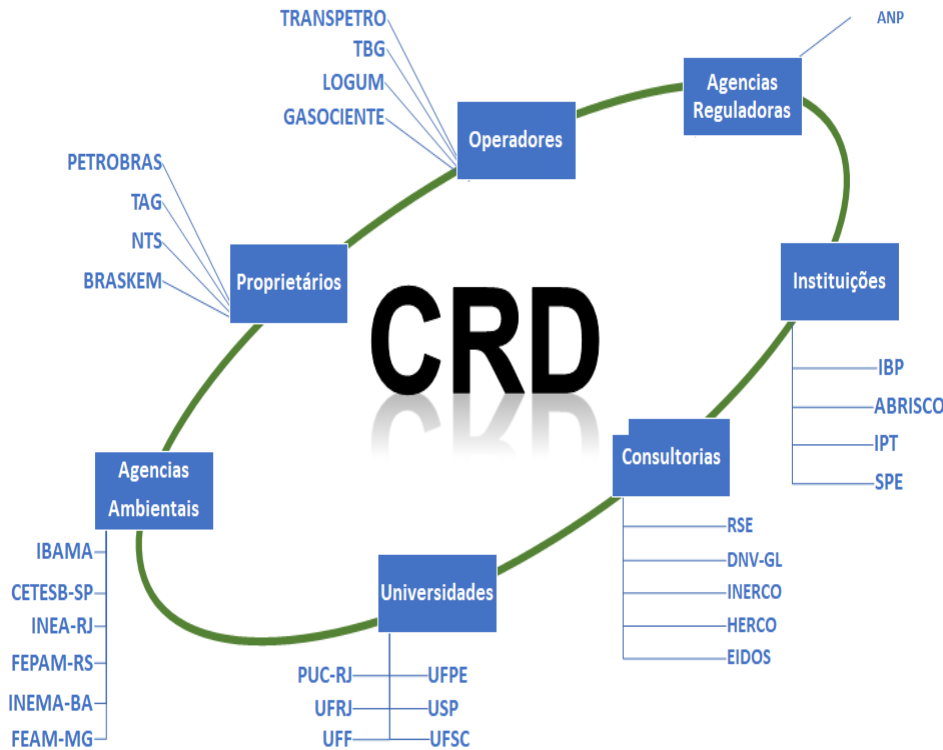 TRANSPETRO
TBG
LOGUM
GASOCIENTE
Operadores
ANP
Agencias
Reguladoras
PETROBRAS
TAG
NTS
BRASKEM
Proprietários
Instituições
IBP
ABRISCO
IPT
SPE
CRD
Consultorias
RSE
DNV-GL
INERCO
HERCO
EIDOS
Agencias
Ambientais
IBAMA
CETESB-SP
INEA-RJ
FEPAM-RS
INEMA-BA
FEAM-MG
Universidades
PUC-RJ
UFPE
UFRJ
USP
UFF
UFSC